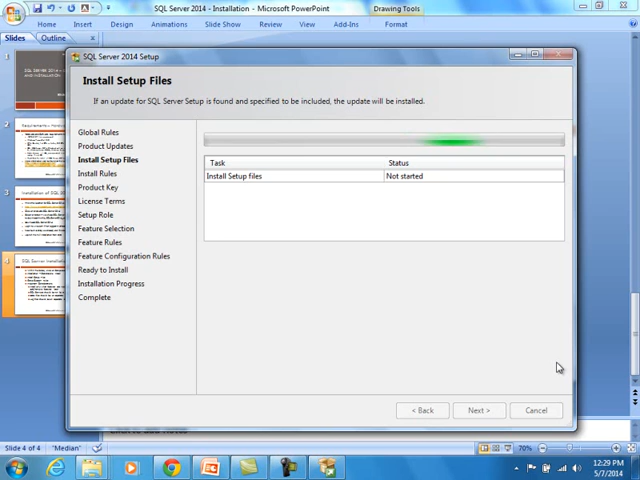 SQL Server 2014 - Installation - Microsoft PowerPoint
Drawing Tools
Home Insert Design Animations Slide Show Review View Add-Ins Format
Slides Outline
SQL Server 2014 Setup
Install Setup Files
If an update for SQL Server Setup is found and specified to be included, the update will be installed.
Global Rules
Product Updates
Install Setup Files
Install Rules
Product Key
License Terms
Setup Role
Feature Selection
Feature Rules
Feature Configuration Rules
Ready to Install
Installation Progress
Complete
Task Status
Install Setup files Not started
< Back Next > Cancel
1
2
3
4
Slide 4 of 4 "Median" 70%
12:29 PM
5/7/2014